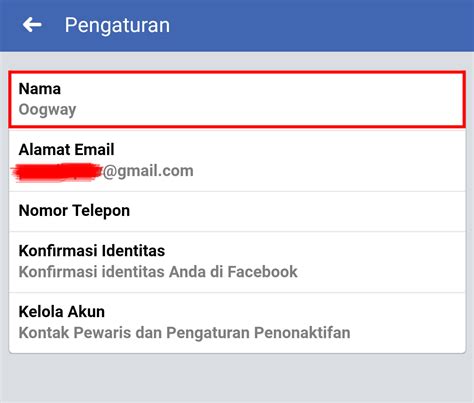 Pengaturan
Nama
Oogway
Alamat Email
@gmail.com
Nomor Telepon
Konfirmasi Identitas
Konfirmasi identitas Anda di Facebook
Kelola Akun
Kontak Pewaris dan Pengaturan Penonaktifan